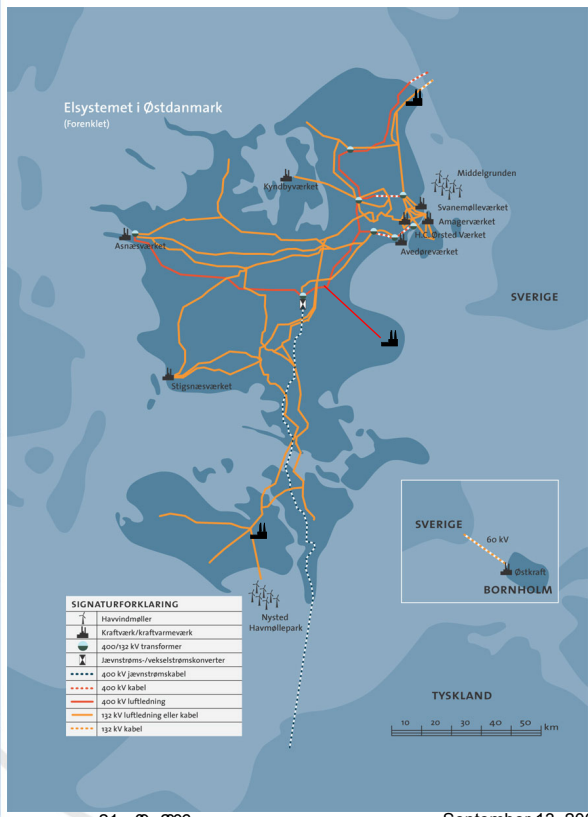 Elsystemet i Østdanmark
(Forenklet)
Middelgrunden
Kyndbyværket
Svanemølleværket
Amagerværket
H.C. Ørsted Værket
Asnæsværket
Avedøreværket
SVERIGE
Stigsnæsværket
SVERIGE
60 kV
Østkraft
BORNHOLM
Nysted
Havmøllepark
SIGNATURFORKLARING
Havvindmøller
Kraftværk/kraftvarmeværk
400/132 kV transformer
Jævnstrøms-/vekselstrømskonverter
400 kV jævnstrømskabel
400 kV kabel
400 kV luftledning
132 kV luftledning eller kabel
132 kV kabel
TYSKLAND
10 20 30 40 50 km